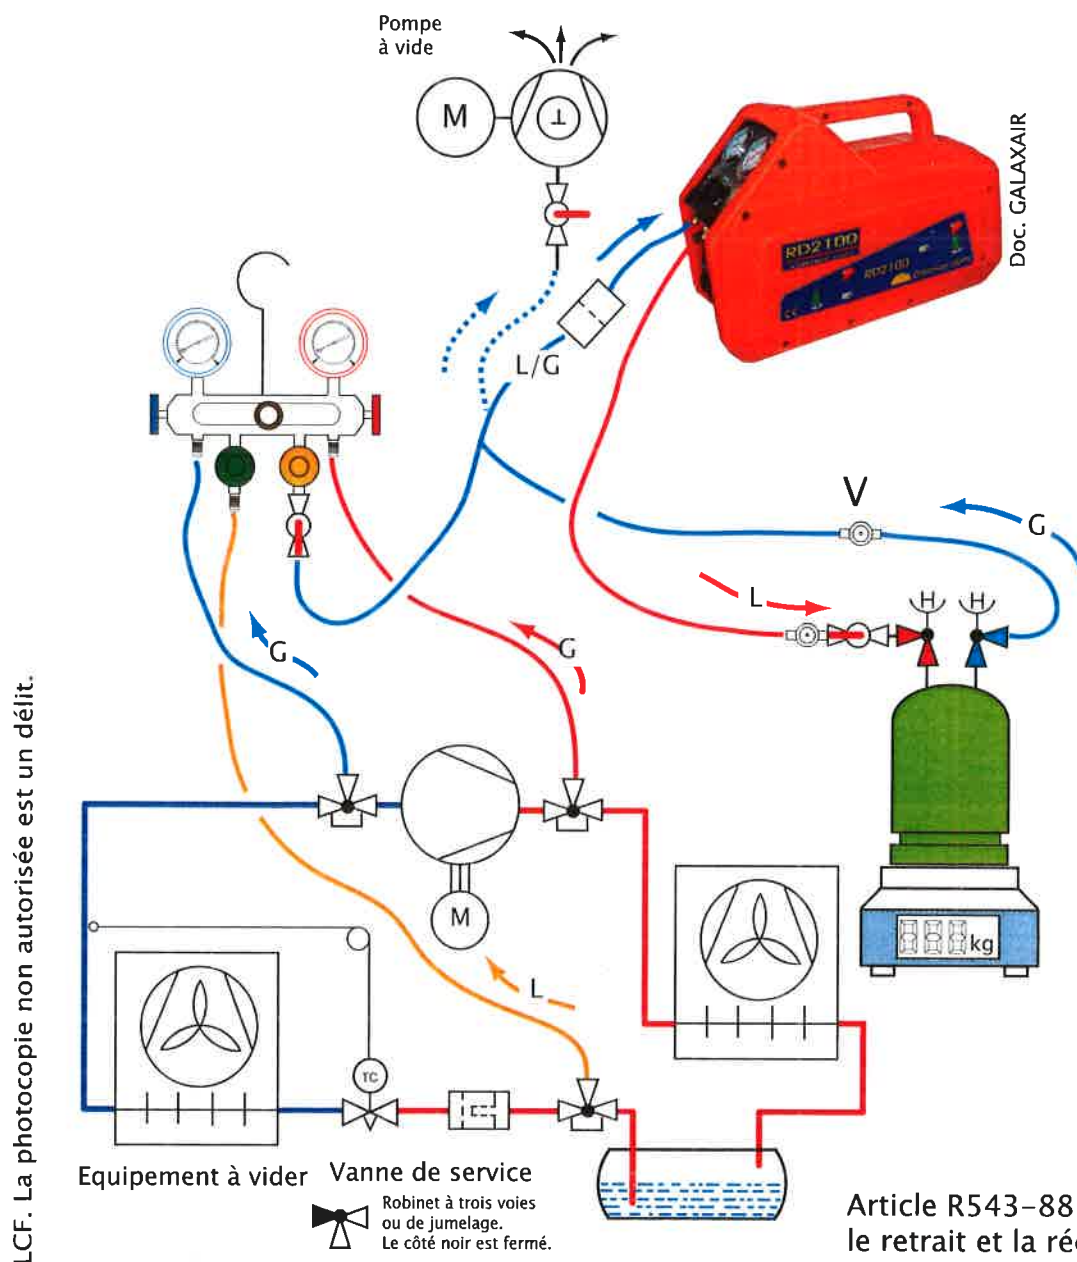 Pompe
à vide
M
Doc. GALAXAIR
RD2100
RD2100
L/G
V
G
L
H
H
G
G
M
kg
L
TC
Equipement à vider
Vanne de service
Robinet à trois voies
ou de jumelage.
Le côté noir est fermé.
LCF. La photocopie non autorisée est un délit.
Article R543-88
le retrait et la ré